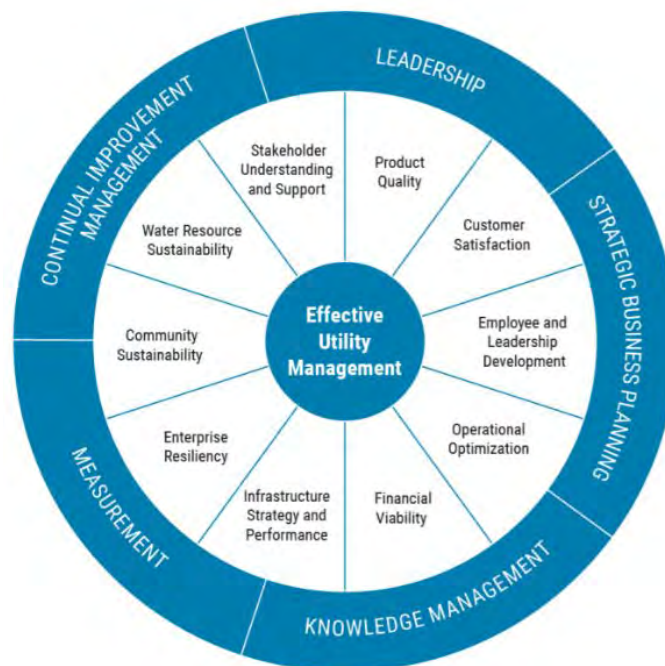 LEADERSHIP
STRATEGIC BUSINESS PLANNING
KNOWLEDGE MANAGEMENT
MEASUREMENT
CONTINUAL IMPROVEMENT
MANAGEMENT
Product
Quality
Customer
Satisfaction
Employee and
Leadership
Development
Operational
Optimization
Financial
Viability
Infrastructure
Strategy and
Performance
Enterprise
Resiliency
Community
Sustainability
Water Resource
Sustainability
Stakeholder
Understanding
and Support
Effective
Utility
Management